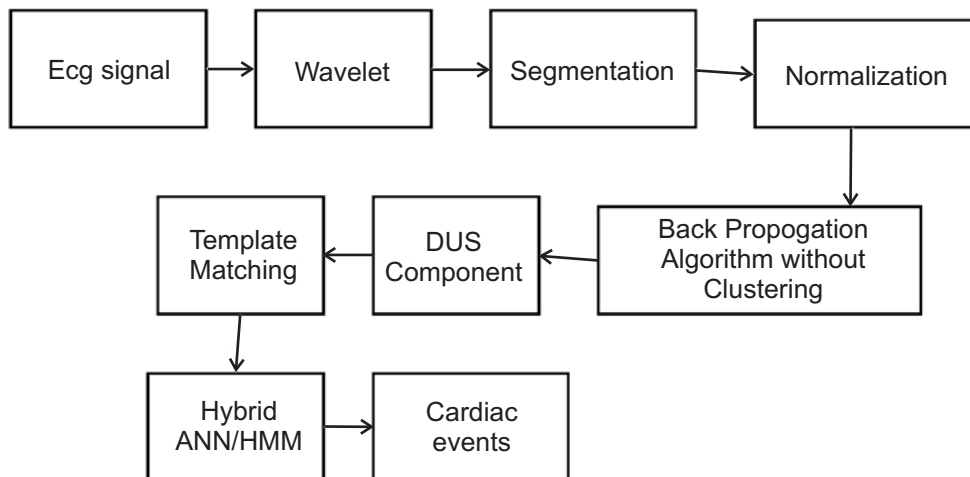 Ecg signal
Wavelet
Segmentation
Normalization
Back Propogation
Algorithm without
Clustering
DUS
Component
Template
Matching
Hybrid
ANN/HMM
Cardiac
events